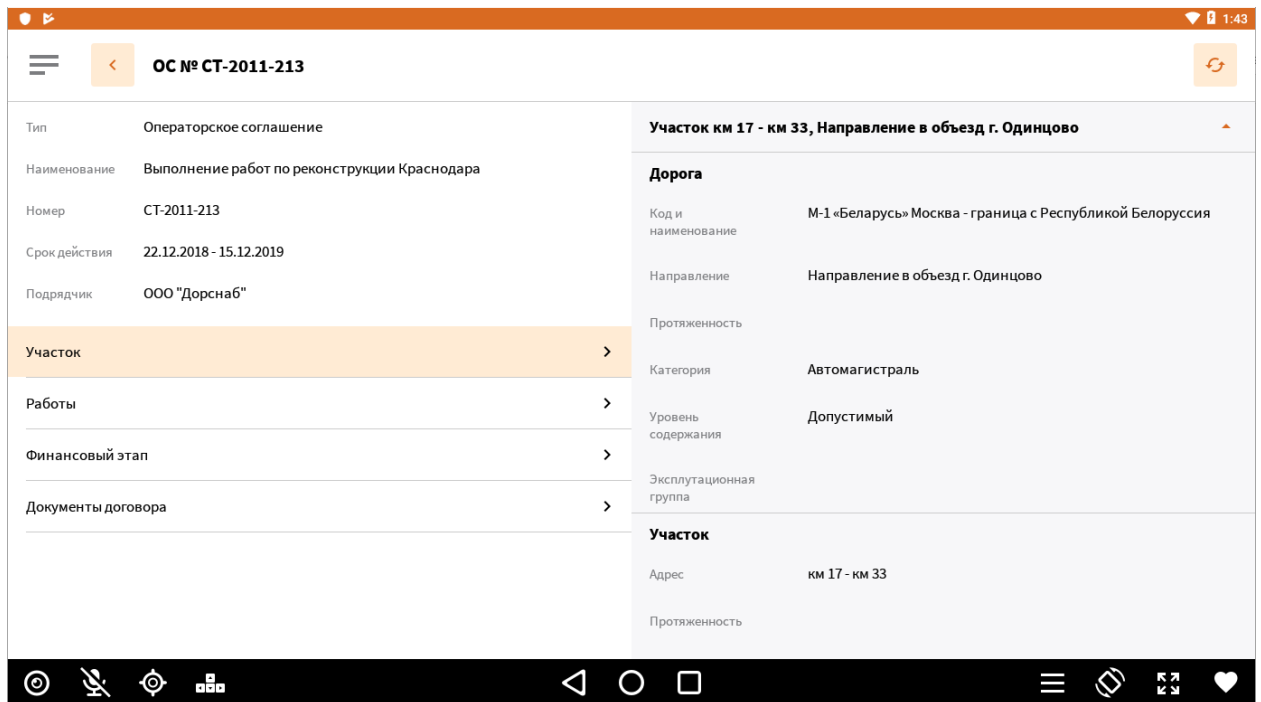 1:43
ОС № СТ-2011-213
Тип Операторское соглашение
Наименование Выполнение работ по реконструкции Краснодара
Номер СТ-2011-213
Срок действия 22.12.2018 - 15.12.2019
Подрядчик ООО "Дорснаб"
Участок
Работы
Финансовый этап
Документы договора
Участок км 17 - км 33, Направление в объезд г. Одинцово
Дорога
Код и
наименование
М-1 «Беларусь» Москва - граница с Республикой Белоруссия
Направление Направление в объезд г. Одинцово
Протяженность
Категория Автомагистраль
Уровень
содержания
Допустимый
Эксплутационная
группа
Участок
Адрес км 17 - км 33
Протяженность